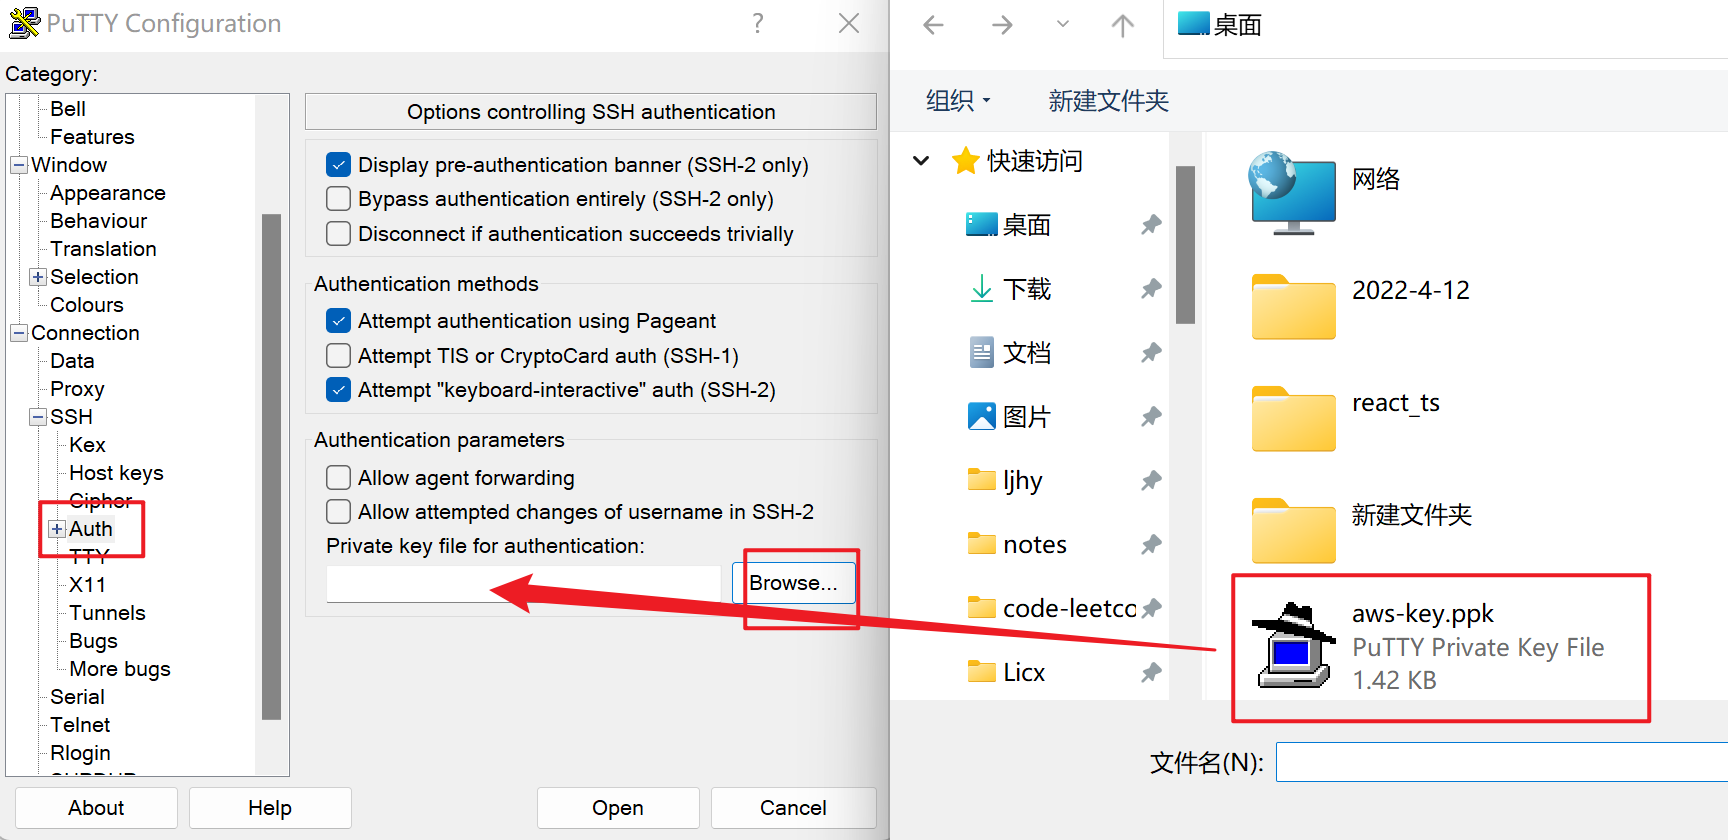 PuTTY Configuration
?
Category:
Bell
Features
Window
Appearance
Behaviour
Translation
Selection
Colours
Connection
Data
Proxy
SSH
Kex
Host keys
Cipher
Auth
TTY
X11
Tunnels
Bugs
More bugs
Serial
Telnet
Rlogin
Options controlling SSH authentication
Display pre-authentication banner (SSH-2 only)
Bypass authentication entirely (SSH-2 only)
Disconnect if authentication succeeds trivially
Authentication methods
Attempt authentication using Pageant
Attempt TIS or CryptoCard auth (SSH-1)
Attempt "keyboard-interactive" auth (SSH-2)
Authentication parameters
Allow agent forwarding
Allow attempted changes of username in SSH-2
Private key file for authentication:
Browse...
About
Help
Open
Cancel
桌面
组织
新建文件夹
快速访问
桌面
下载
文档
图片
ljhy
notes
code-leetco
Licx
网络
2022-4-12
react_ts
新建文件夹
aws-key.ppk
PuTTY Private Key File
1.42 KB
文件名(N):